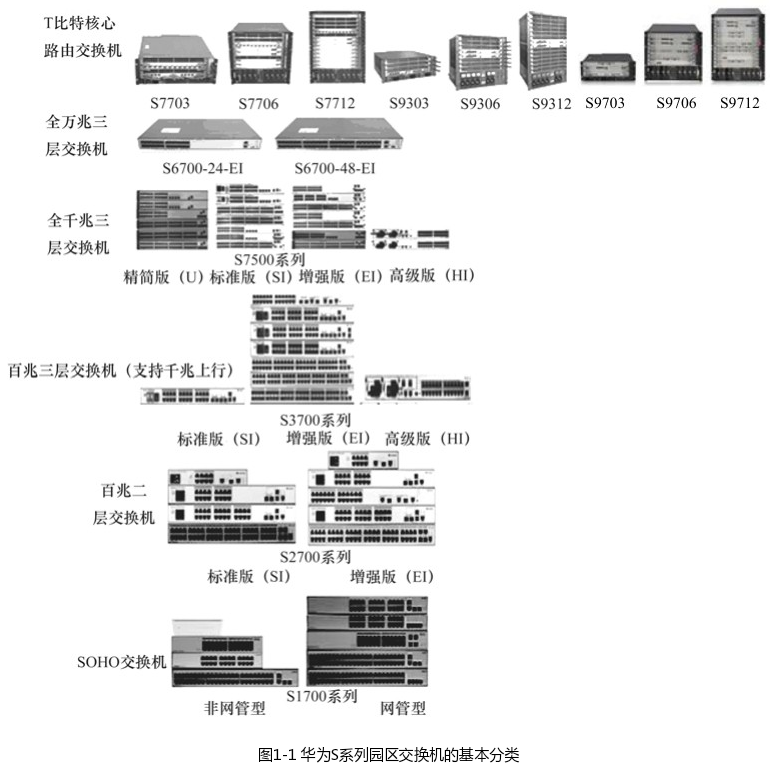 T比特核心
路由交换机
S7703 S7706 S7712 S9303 S9306 S9312 S9703 S9706 S9712
全万兆三
层交换机
S6700-24-EI S6700-48-EI
全千兆三
层交换机
S7500系列
精简版（U） 标准版（SI） 增强版（EI） 高级版（HI）
百兆三层交换机（支持千兆上行）
S3700系列
标准版（SI） 增强版（EI） 高级版（HI）
百兆二
层交换机
S2700系列
标准版（SI） 增强版（EI）
SOHO交换机
S1700系列
非网管型 网管型
图1-1 华为S系列园区交换机的基本分类